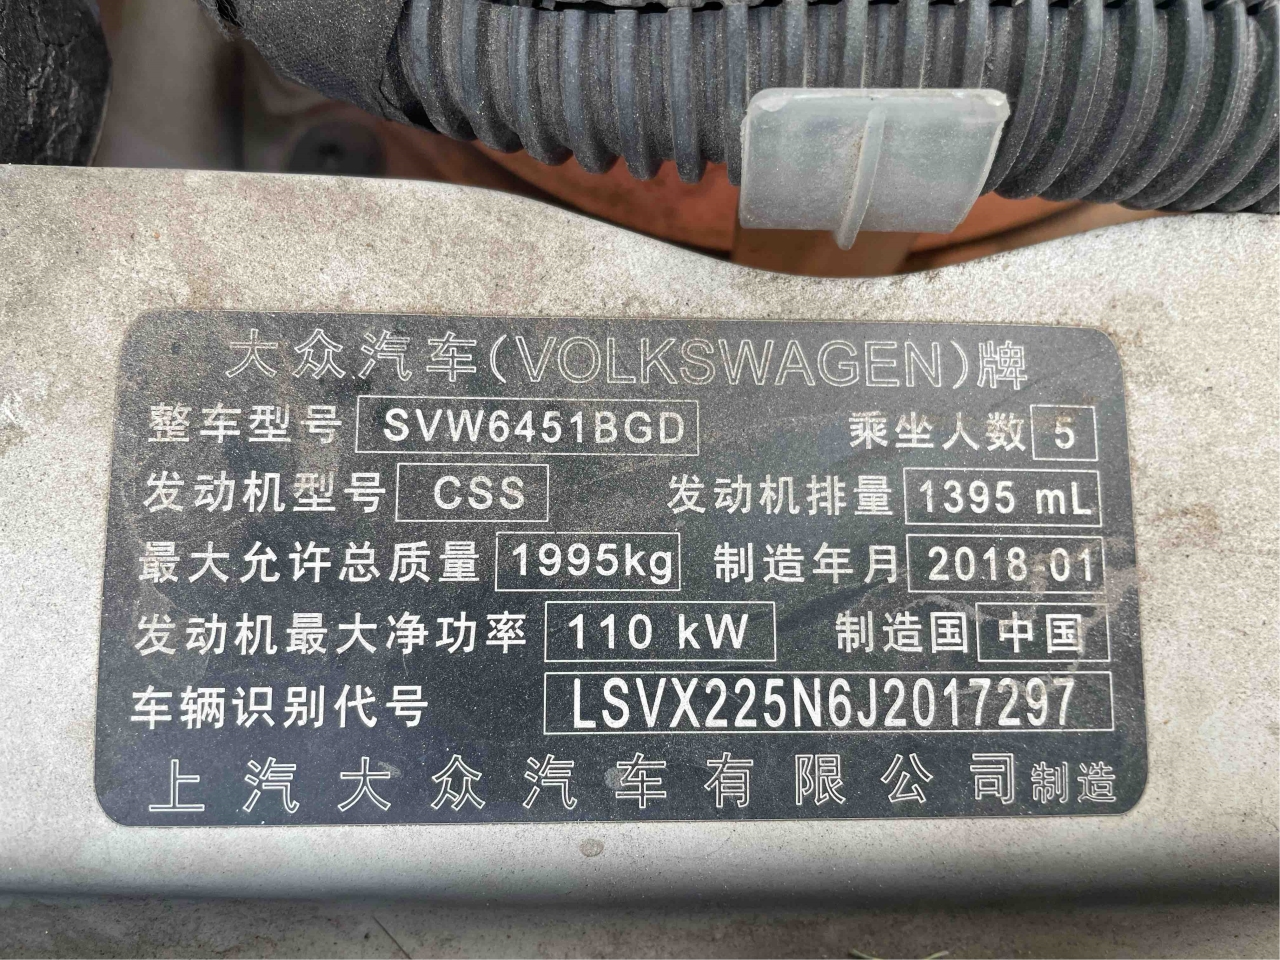 大众汽车(VOLKSWAGEN)牌
整车型号 SVW6451BGD 乘坐人数 5
发动机型号 CSS 发动机排量 1395 mL
最大允许总质量 1995kg 制造年月 2018-01
发动机最大净功率 110 kW 制造国 中国
车辆识别代号 LSVX225N6J2017297
上汽大众汽车有限公司制造